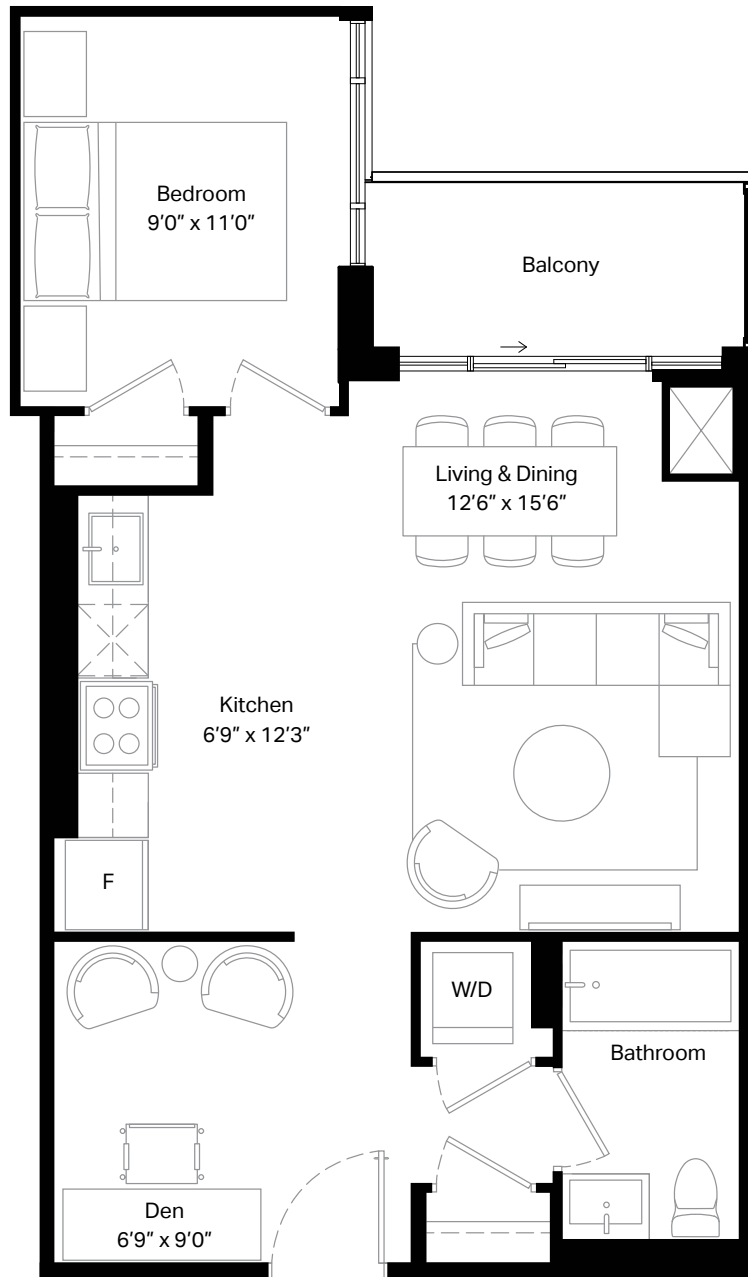 Bedroom
9′0″ x 11′0″
Balcony
Living & Dining
12′6″ x 15′6″
Kitchen
6′9″ x 12′3″
F
W/D
Bathroom
Den
6′9″ x 9′0″